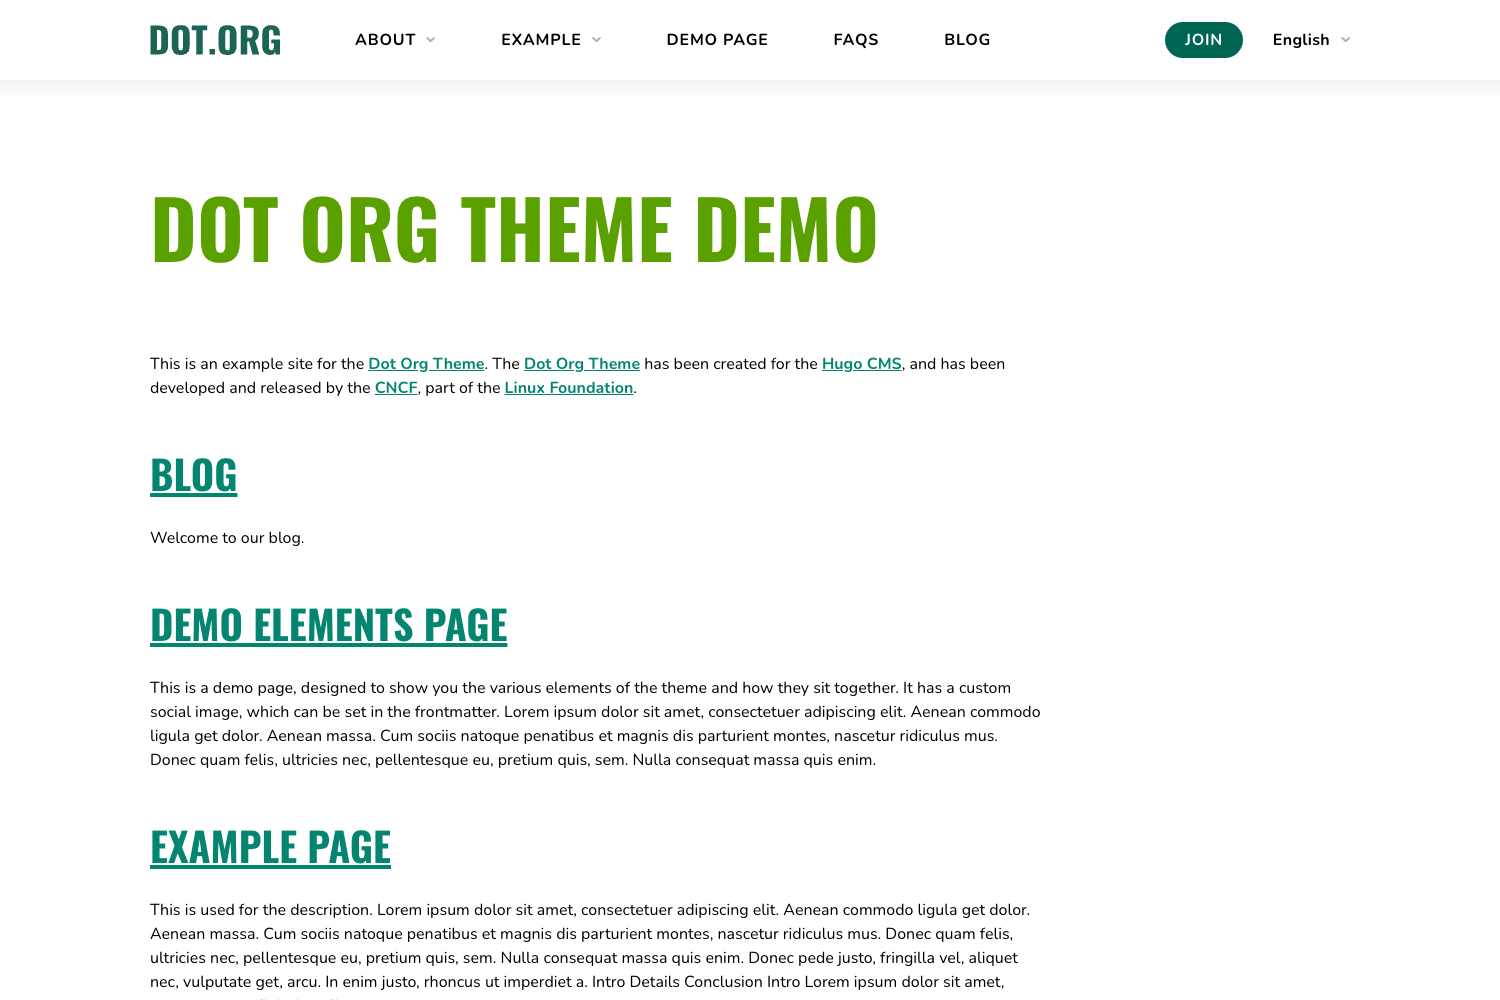 DOT.ORG
ABOUT
EXAMPLE
DEMO PAGE
FAQS
BLOG
JOIN
English
DOT ORG THEME DEMO
This is an example site for the Dot Org Theme. The Dot Org Theme has been created for the Hugo CMS, and has been
developed and released by the CNCF, part of the Linux Foundation.
BLOG
Welcome to our blog.
DEMO ELEMENTS PAGE
This is a demo page, designed to show you the various elements of the theme and how they sit together. It has a custom
social image, which can be set in the frontmatter. Lorem ipsum dolor sit amet, consectetuer adipiscing elit. Aenean commodo
ligula get dolor. Aenean massa. Cum sociis natoque penatibus et magnis dis parturient montes, nascetur ridiculus mus.
Donec quam felis, ultricies nec, pellentesque eu, pretium quis, sem. Nulla consequat massa quis enim.
EXAMPLE PAGE
This is used for the description. Lorem ipsum dolor sit amet, consectetuer adipiscing elit. Aenean commodo ligula get dolor.
Aenean massa. Cum sociis natoque penatibus et magnis dis parturient montes, nascetur ridiculus mus. Donec quam felis,
ultricies nec, pellentesque eu, pretium quis, sem. Nulla consequat massa quis enim. Donec pede justo, fringilla vel, aliquet
nec, vulputate get, arcu. In enim justo, rhoncus ut imperdiet a. Intro Details Conclusion Intro Lorem ipsum dolor sit amet,